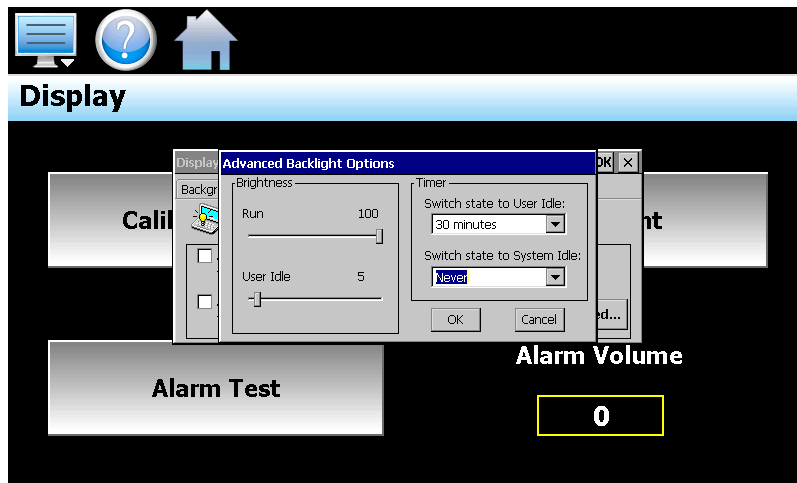 ?
Display
Display
OK
Advanced Backlight Options
Backgr
Brightness
Run 100
User Idle 5
Timer
Switch state to User Idle:
30 minutes
Switch state to System Idle:
Never
OK Cancel
Cali
nt
ed...
Alarm Test
Alarm Volume
0